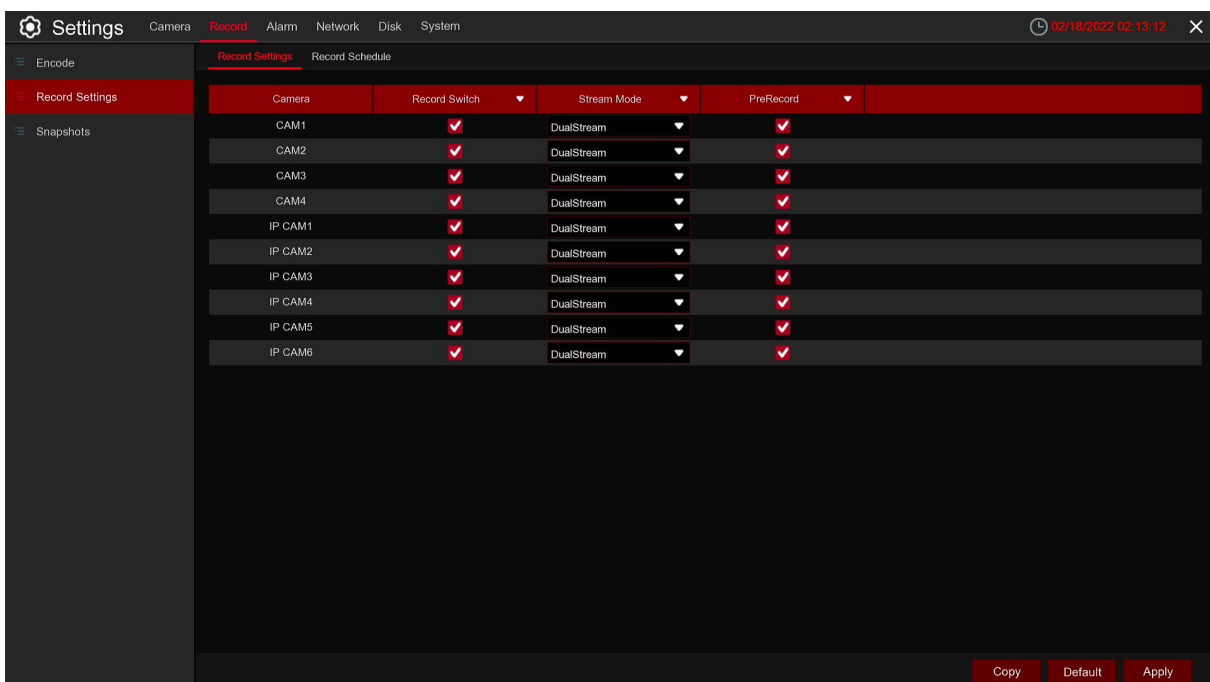 Settings Camera Record Alarm Network Disk System 02/18/2022 02:13:12
Encode
Record Settings
Snapshots
Record Settings Record Schedule
Camera Record Switch Stream Mode PreRecord
CAM1 DualStream
CAM2 DualStream
CAM3 DualStream
CAM4 DualStream
IP CAM1 DualStream
IP CAM2 DualStream
IP CAM3 DualStream
IP CAM4 DualStream
IP CAM5 DualStream
IP CAM6 DualStream
Copy Default Apply